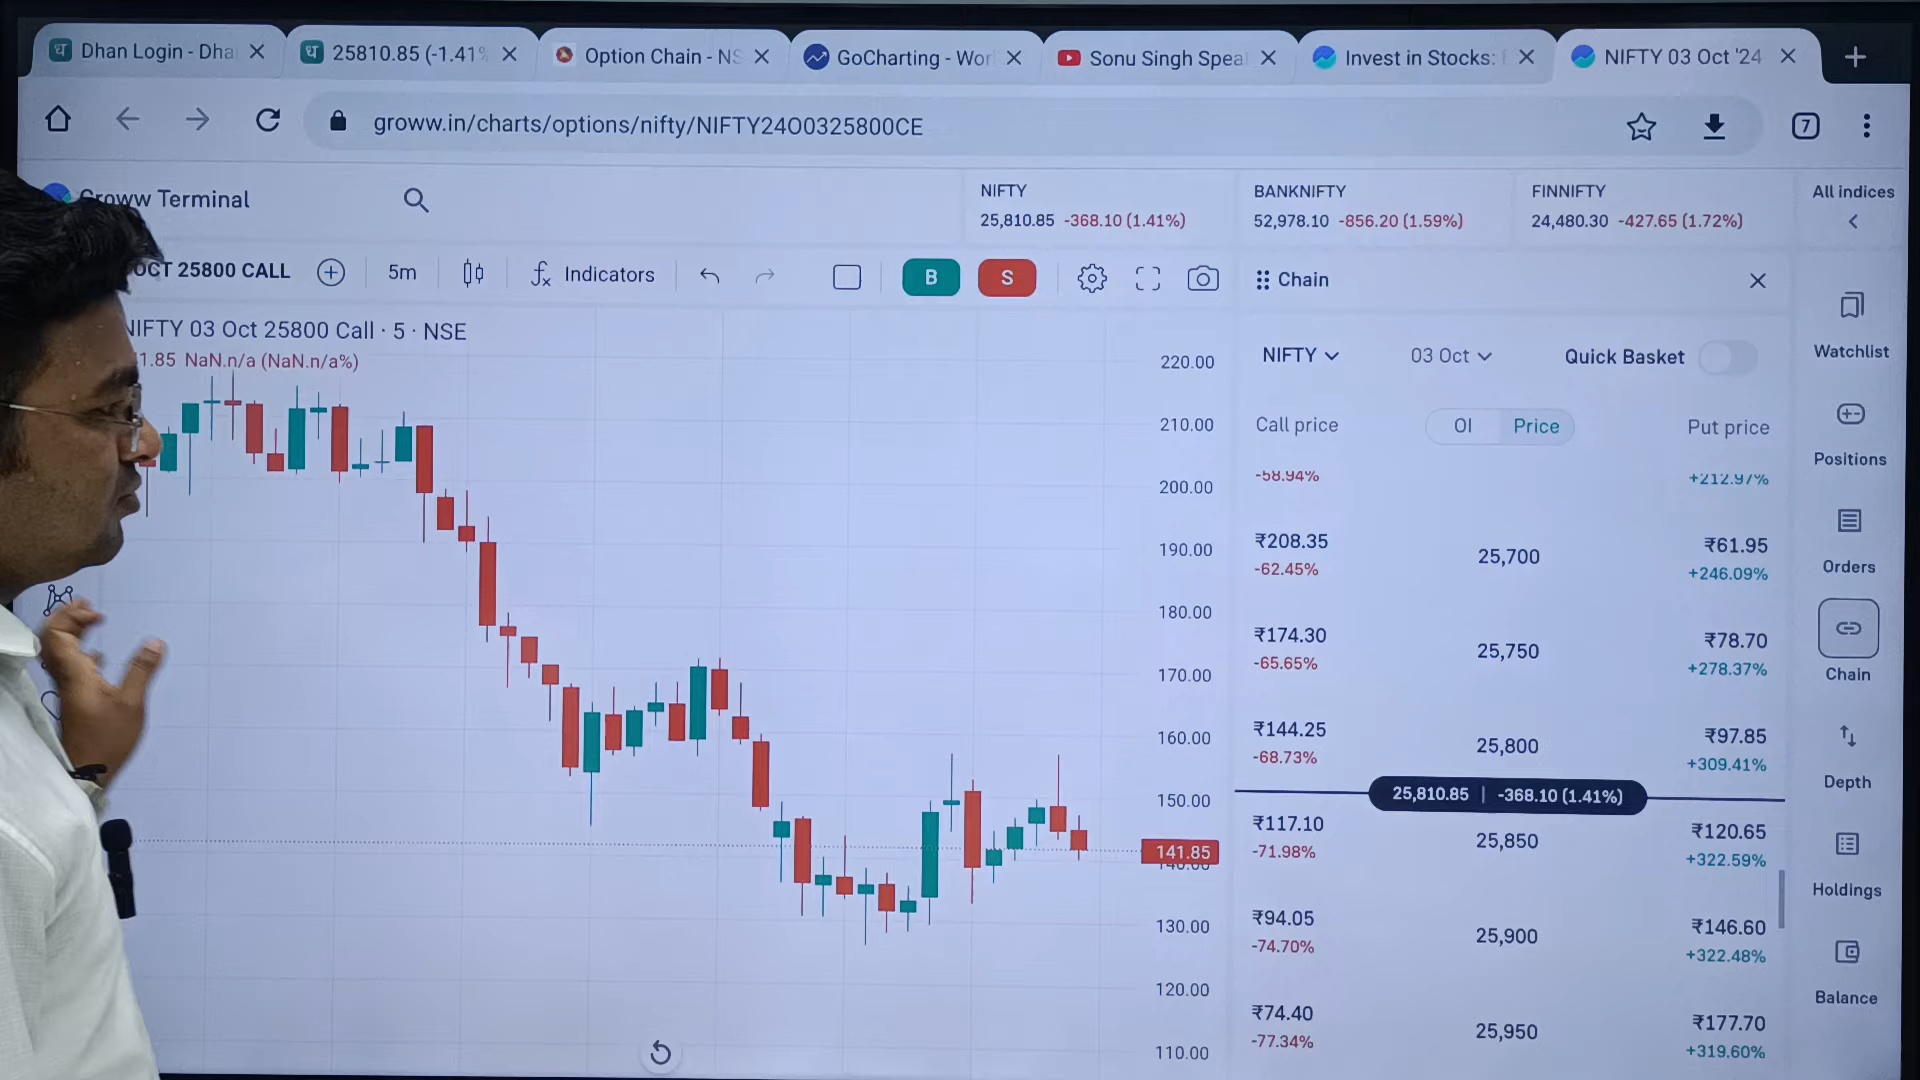 Dhan Login - Dha
25810.85 (-1.41%
Option Chain - NS
GoCharting - Wor
Sonu Singh Spea
Invest in Stocks:
NIFTY 03 Oct '24
groww.in/charts/options/nifty/NIFTY24O0325800CE
7
Groww Terminal
NIFTY
25,810.85 -368.10 (1.41%)
BANKNIFTY
52,978.10 -856.20 (1.59%)
FINNIFTY
24,480.30 -427.65 (1.72%)
All indices
OCT 25800 CALL
5m
Indicators
B
S
Chain
NIFTY 03 Oct 25800 Call · 5 · NSE
1.85 NaN.n/a (NaN.n/a%)
220.00
210.00
200.00
190.00
180.00
170.00
160.00
150.00
141.85
140.00
130.00
120.00
110.00
NIFTY
03 Oct
Quick Basket
Call price
OI
Price
Put price
-58.94%
+212.97%
₹208.35
25,700
₹61.95
-62.45%
+246.09%
₹174.30
25,750
₹78.70
-65.65%
+278.37%
₹144.25
25,800
₹97.85
-68.73%
+309.41%
25,810.85 | -368.10 (1.41%)
₹117.10
25,850
₹120.65
-71.98%
+322.59%
₹94.05
25,900
₹146.60
-74.70%
+322.48%
₹74.40
25,950
₹177.70
-77.34%
+319.60%
Watchlist
Positions
Orders
Chain
Depth
Holdings
Balance